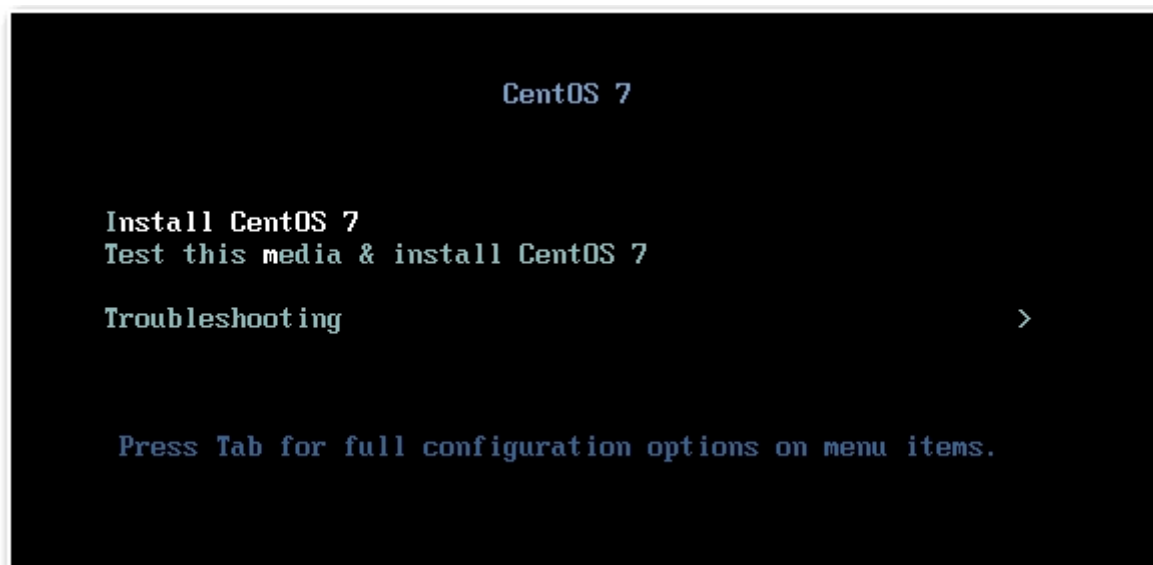 CentOS 7
Install CentOS 7
Test this media & install CentOS 7
Troubleshooting >
Press Tab for full configuration options on menu items.